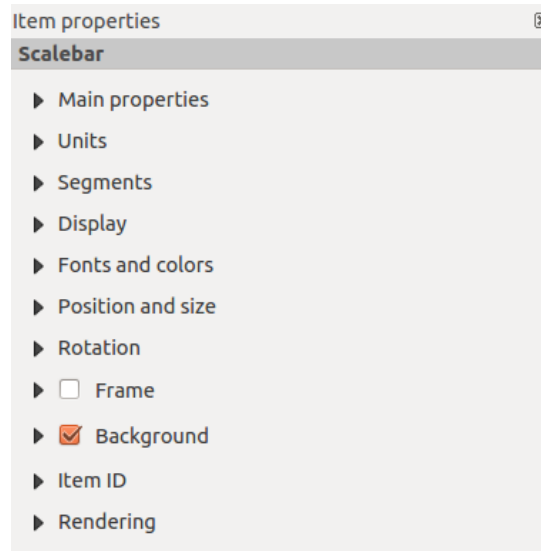 Item properties
Scalebar
Main properties
Units
Segments
Display
Fonts and colors
Position and size
Rotation
Frame
Background
Item ID
Rendering